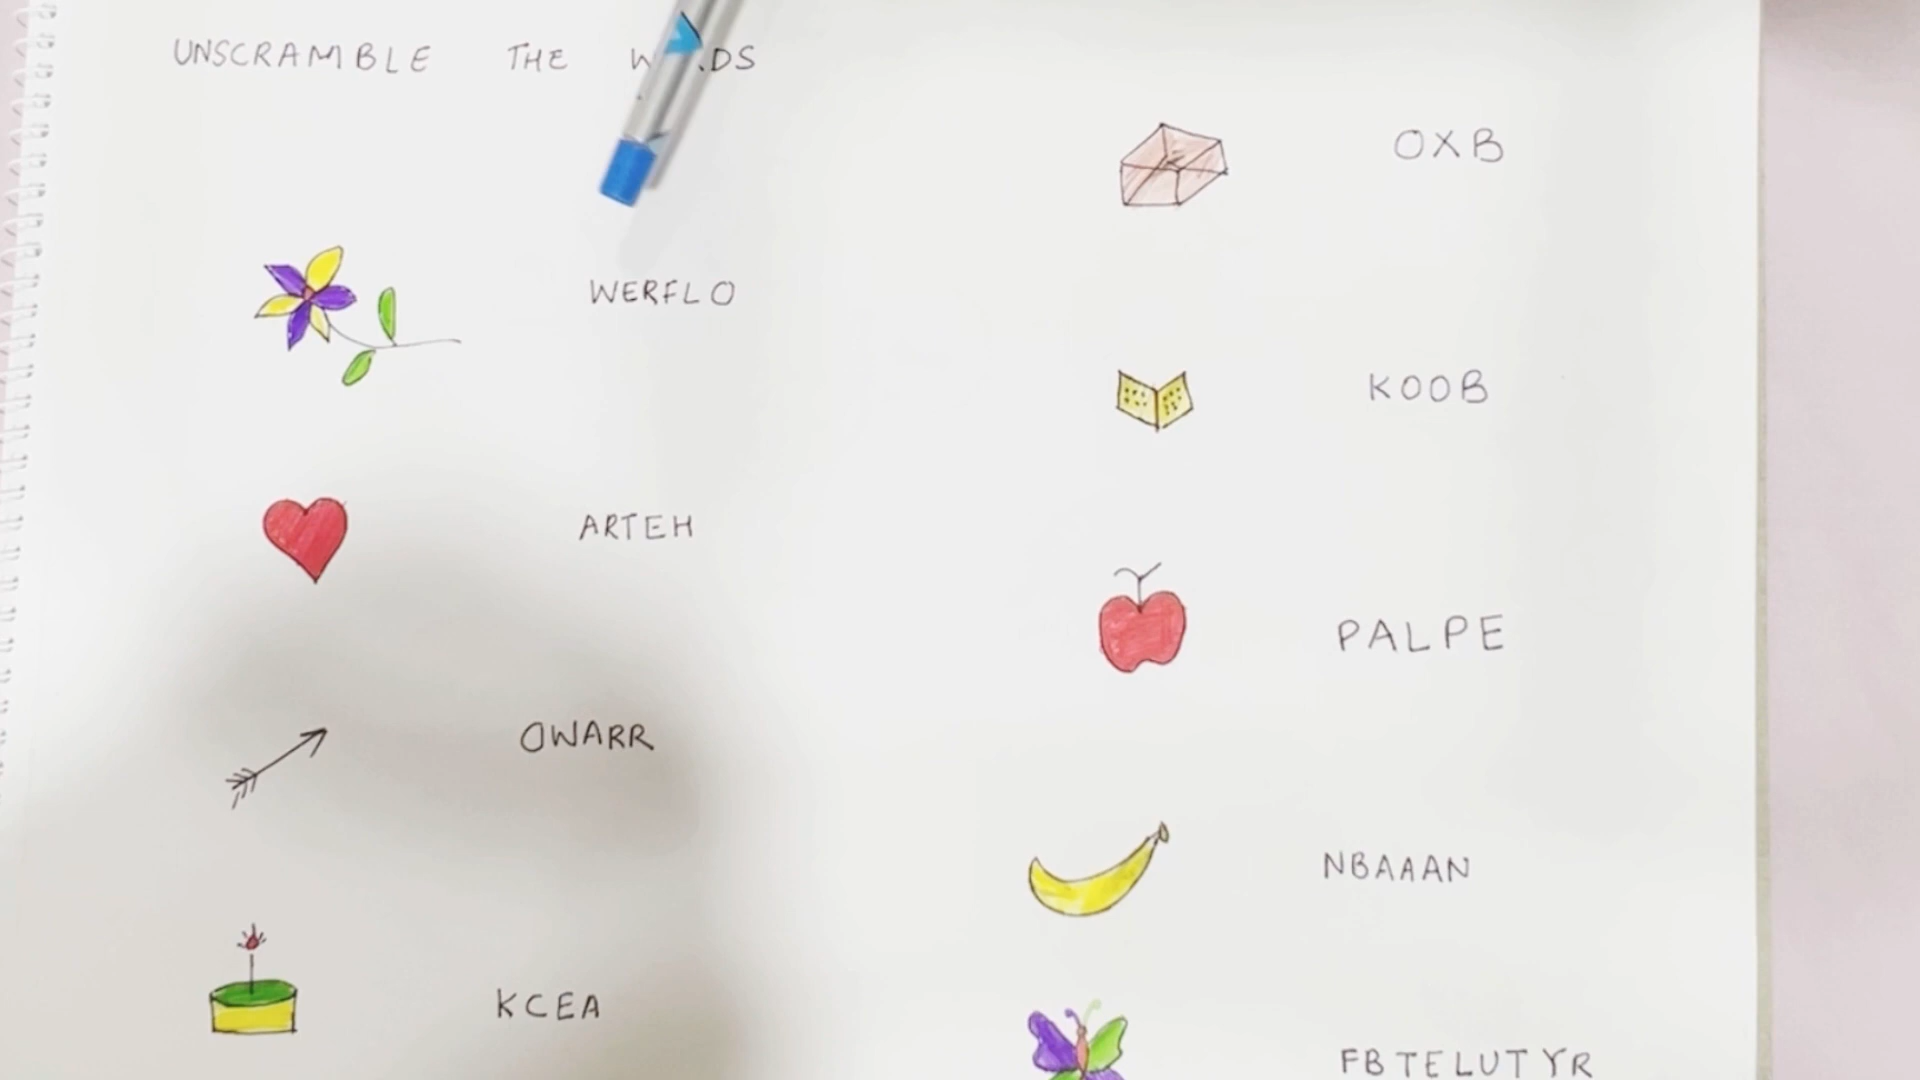 UNSCRAMBLE THE
WERFLO
ARTEH
OWARR
KCEA
OXB
KOOB
PALPE
NBAAAN
FBTELUTYR